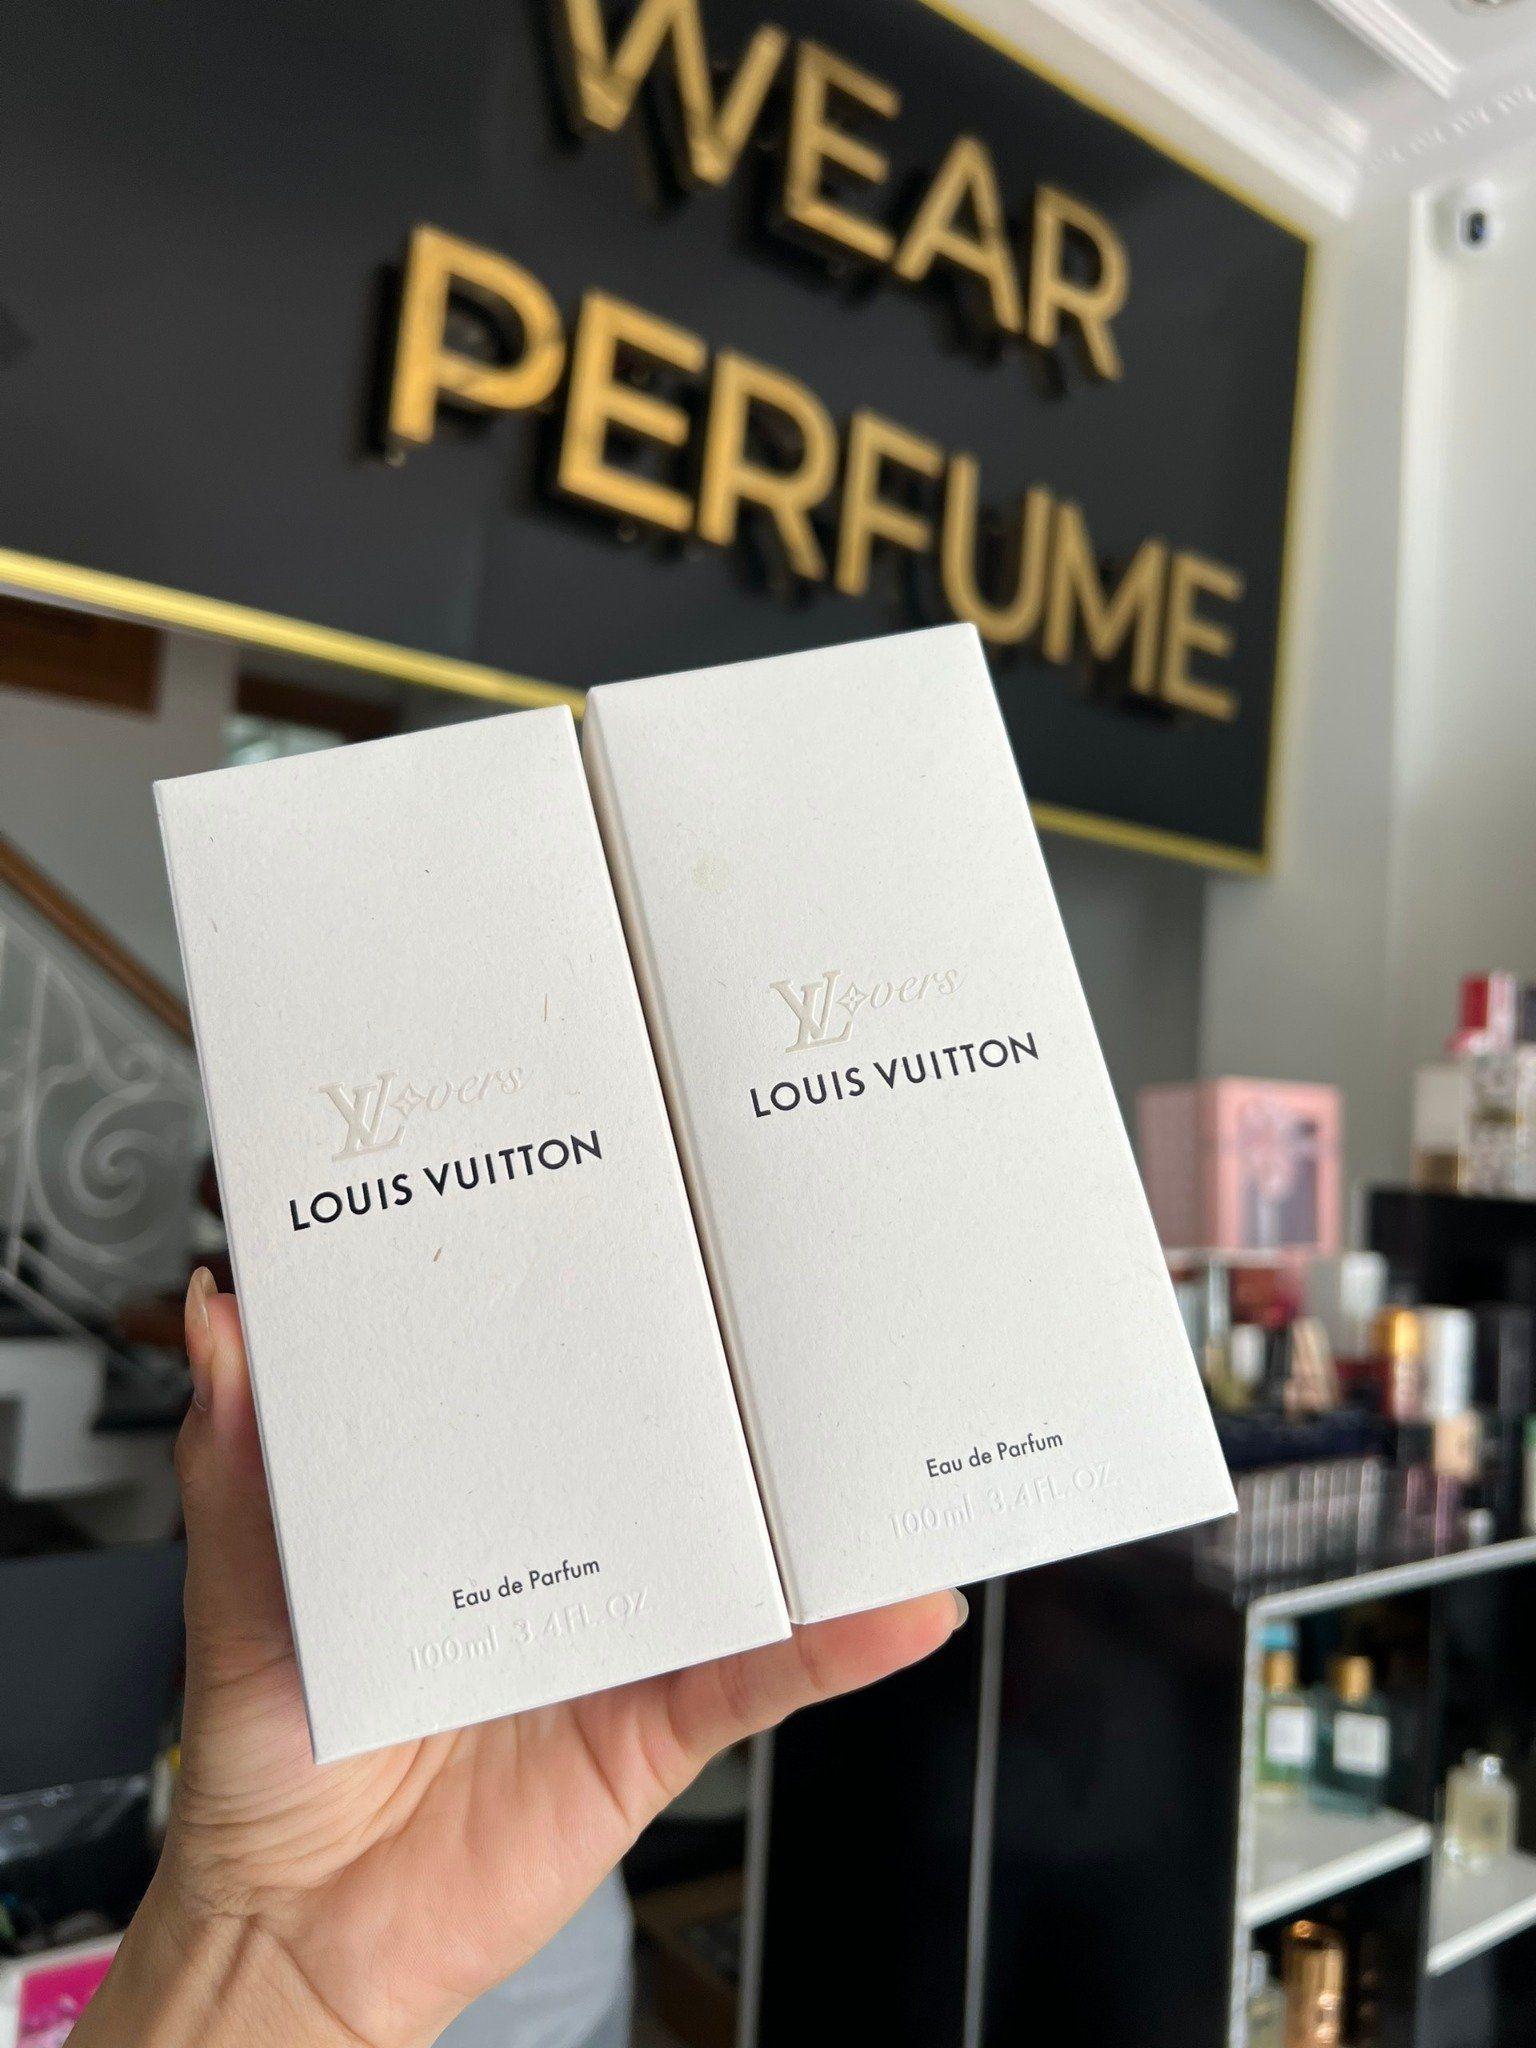 WEAR
PERFUME
LVovers
LOUIS VUITTON
Eau de Parfum
100ml 3.4FL. OZ
LVovers
LOUIS VUITTON
Eau de Parfum
100ml 3.4FL. OZ